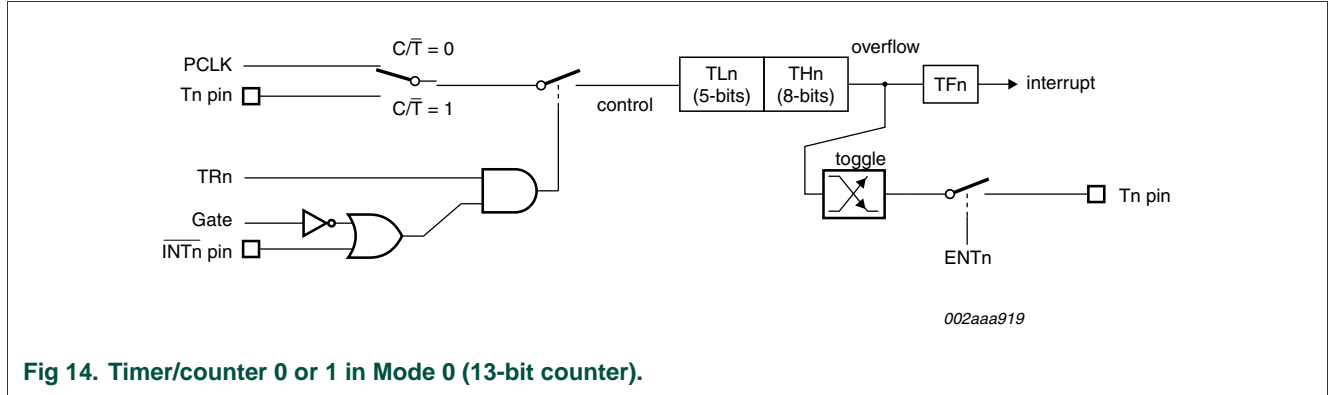 C/T̅ = 0
overflow
PCLK
TLn
(5-bits)
THn
(8-bits)
TFn
interrupt
Tn pin
C/T̅ = 1
control
TRn
toggle
Gate
Tn pin
I̅N̅T̅n̅ pin
ENTn
002aaa919
Fig 14. Timer/counter 0 or 1 in Mode 0 (13-bit counter).